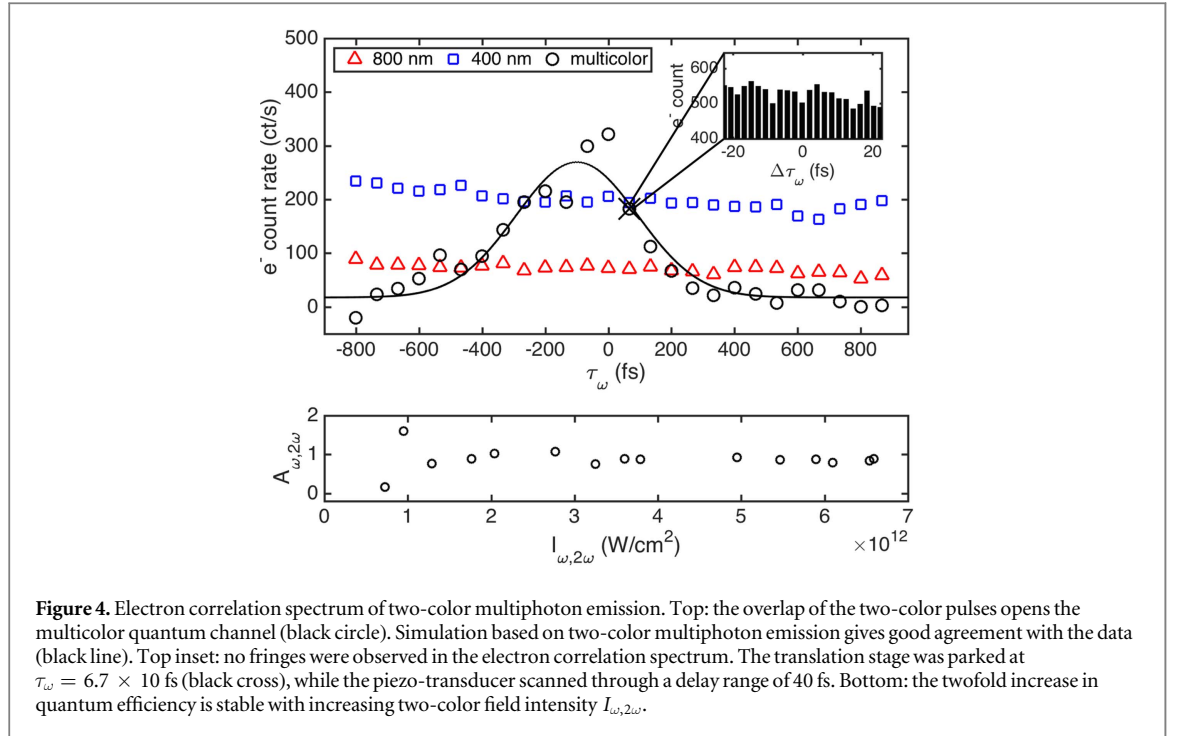 500
400
300
200
100
0
e⁻ count rate (ct/s)
800 nm 400 nm multicolor
600
500
400
e⁻ count
-20 0 20
Δτ_ω (fs)
-800 -600 -400 -200 0 200 400 600 800
τ_ω (fs)
2
1
0
A_ω,2ω
0 1 2 3 4 5 6 7
I_ω,2ω (W/cm²) ×10¹²
Figure 4. Electron correlation spectrum of two-color multiphoton emission. Top: the overlap of the two-color pulses opens the
multicolor quantum channel (black circle). Simulation based on two-color multiphoton emission gives good agreement with the data
(black line). Top inset: no fringes were observed in the electron correlation spectrum. The translation stage was parked at
τ_ω = 6.7 × 10 fs (black cross), while the piezo-transducer scanned through a delay range of 40 fs. Bottom: the twofold increase in
quantum efficiency is stable with increasing two-color field intensity I_ω,2ω.